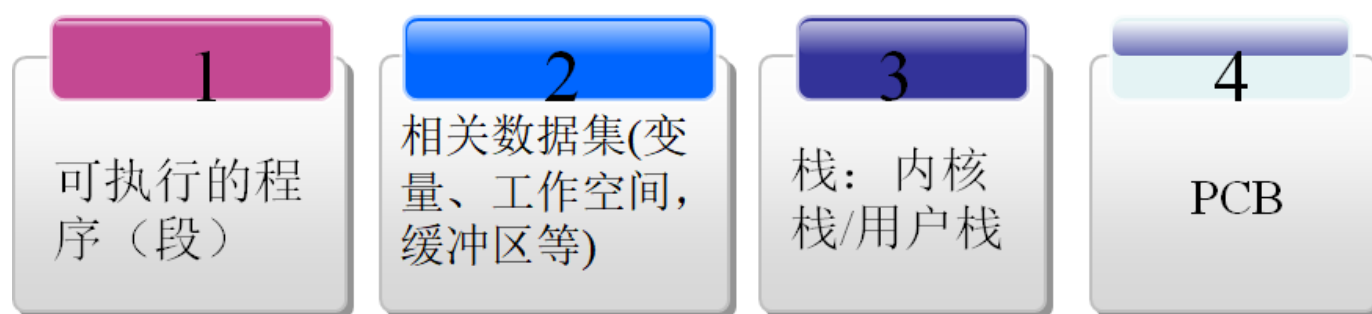 1
可执行的程
序（段）
2
相关数据集(变
量、工作空间，
缓冲区等)
3
栈：内核
栈/用户栈
4
PCB